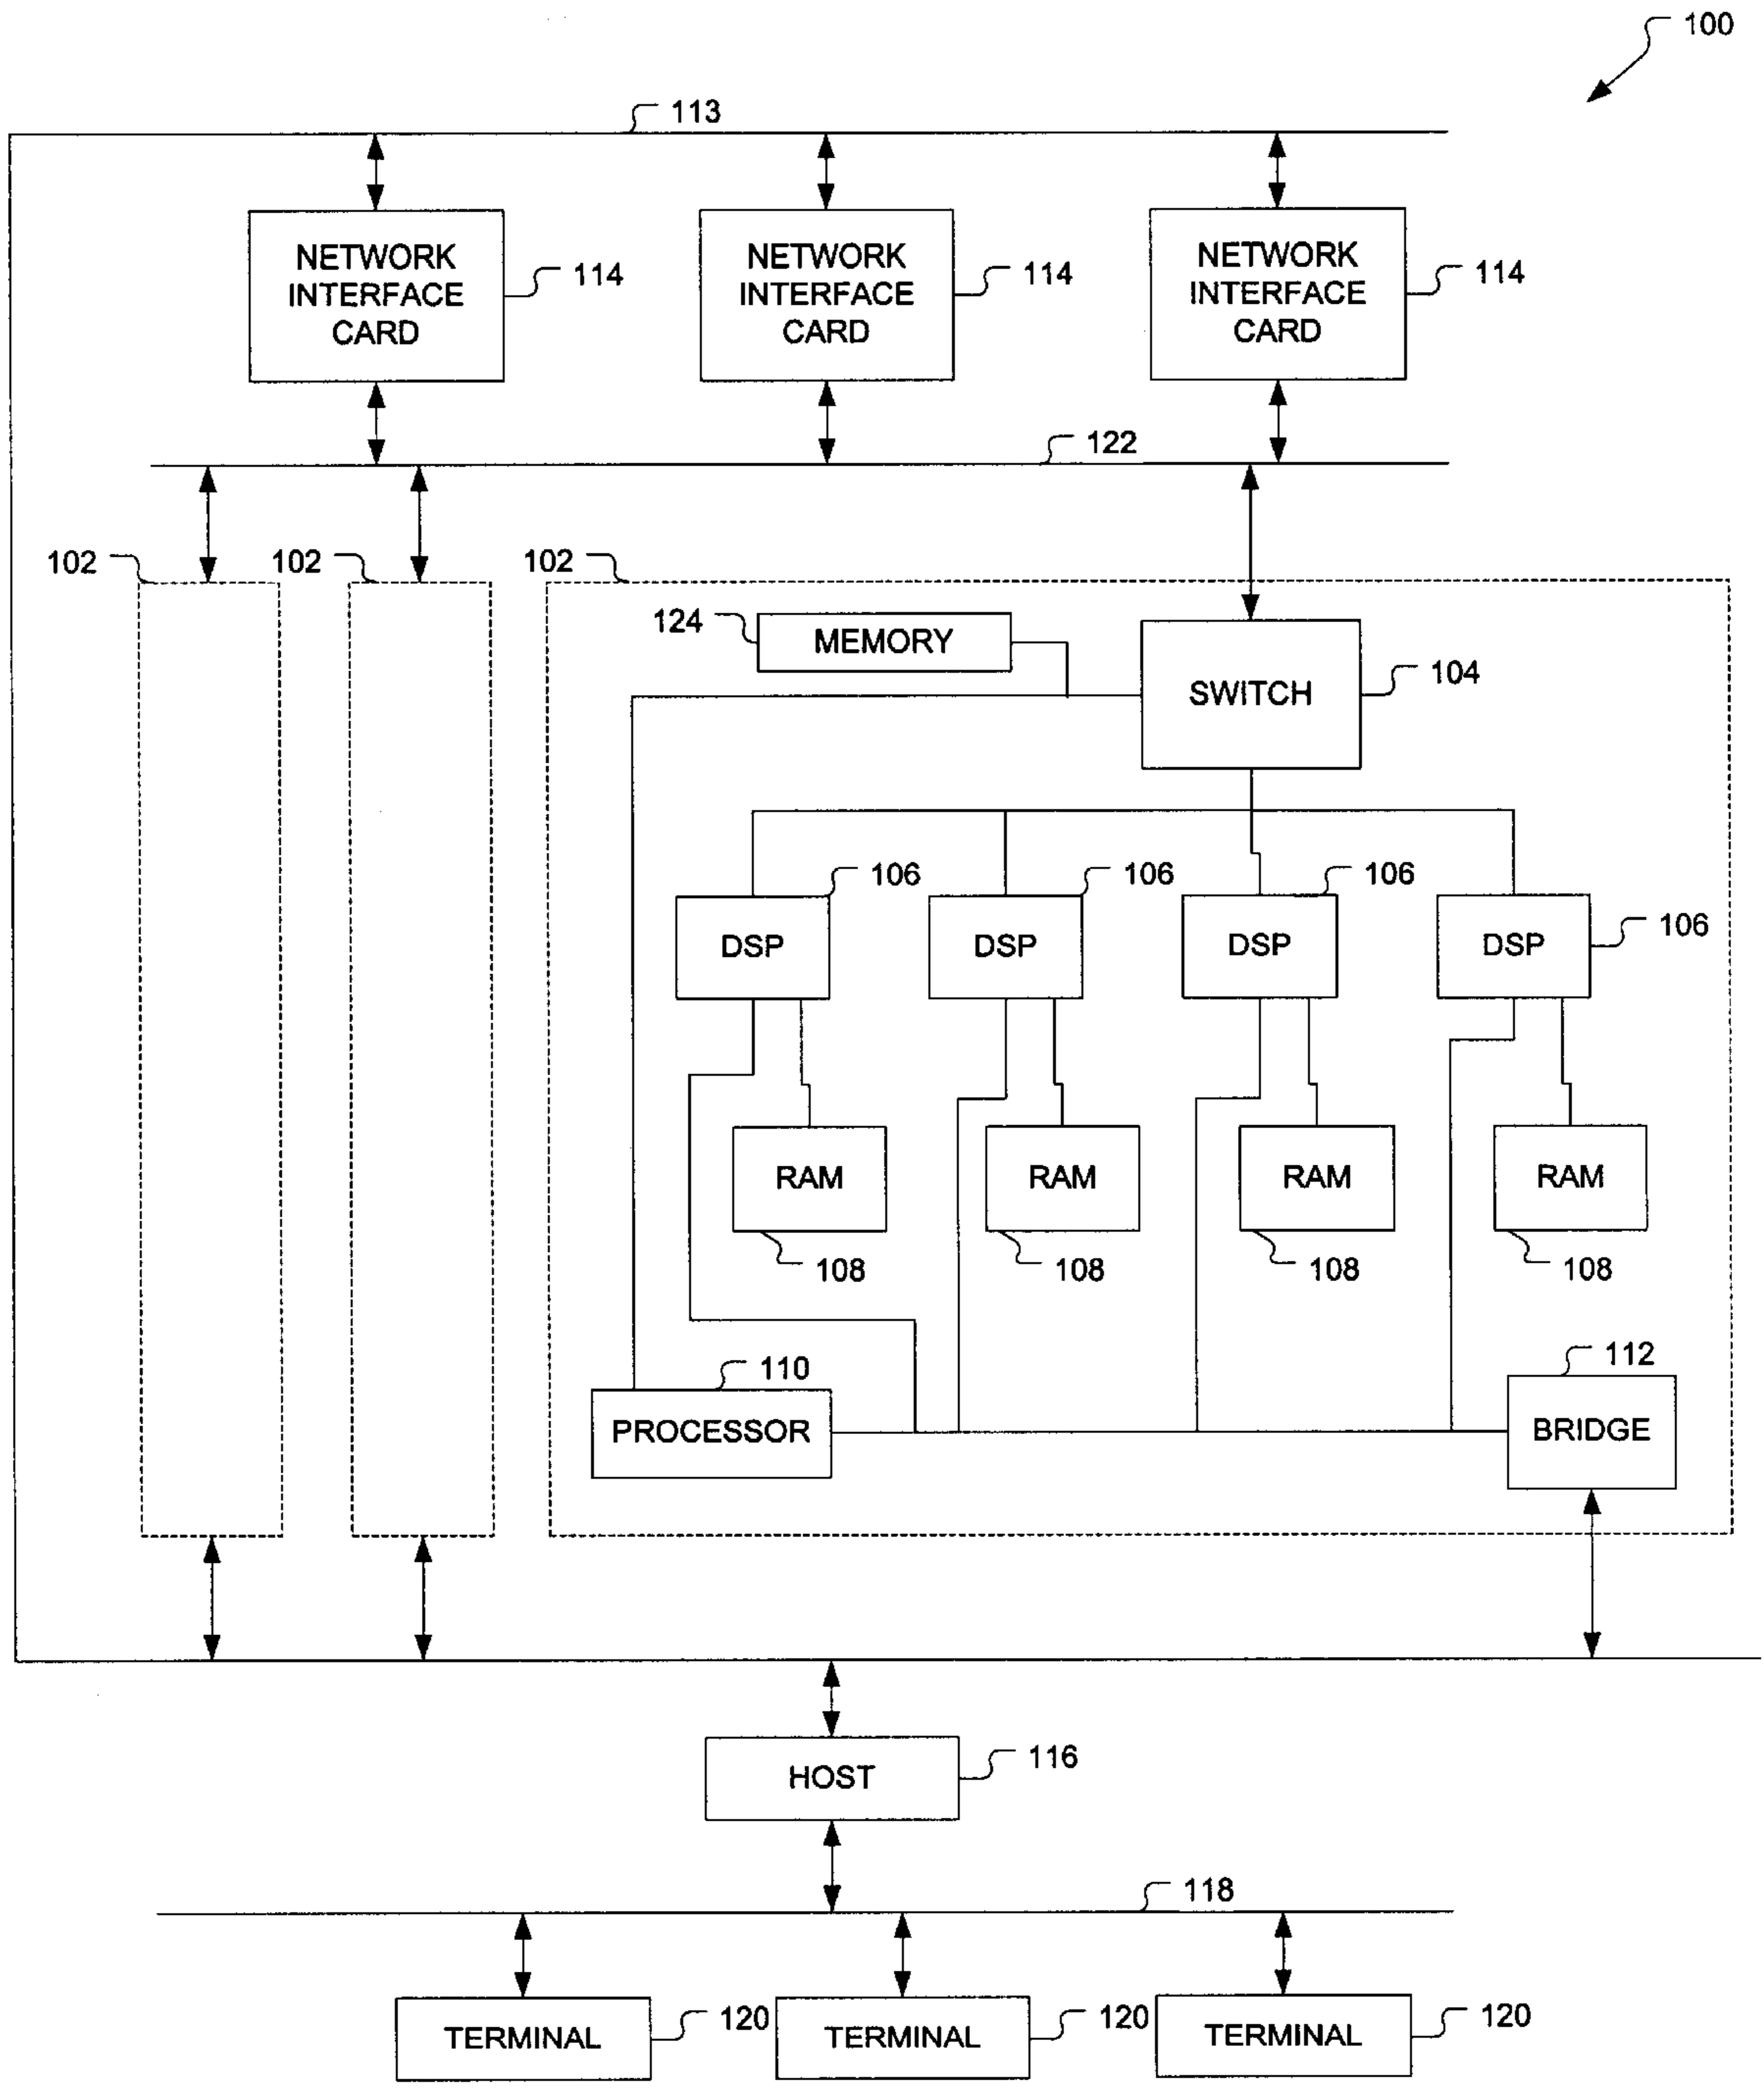 100
113
NETWORK
INTERFACE
CARD
114
NETWORK
INTERFACE
CARD
114
NETWORK
INTERFACE
CARD
114
122
102
102
102
124
MEMORY
SWITCH
104
106
106
106
106
DSP
DSP
DSP
DSP
RAM
RAM
RAM
RAM
108
108
108
108
110
PROCESSOR
112
BRIDGE
HOST
116
118
TERMINAL
120
TERMINAL
120
TERMINAL
120